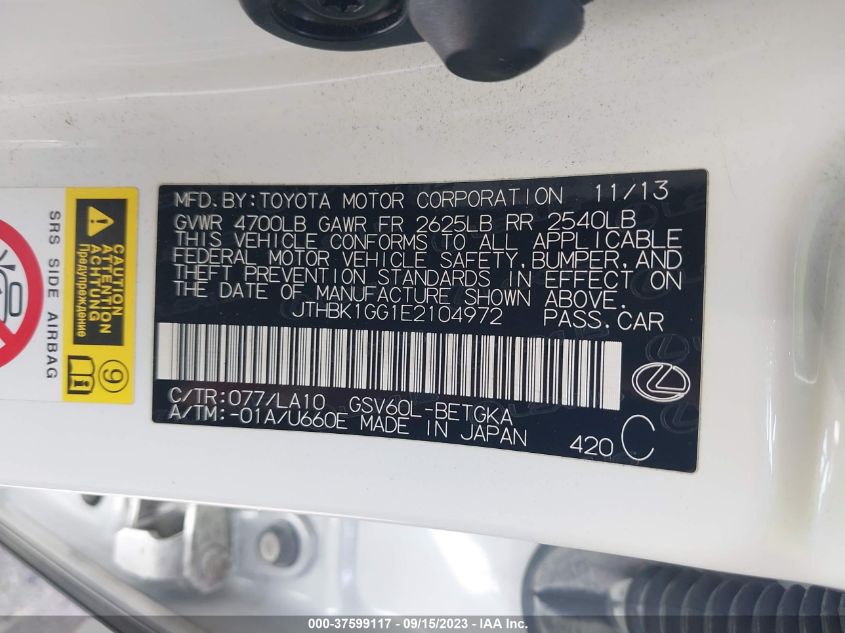 MFD.BY:TOYOTA MOTOR CORPORATION 11/13
GVWR 4700LB GAWR FR 2625LB RR 2540LB
THIS VEHICLE CONFORMS TO ALL APPLICABLE
FEDERAL MOTOR VEHICLE SAFETY,BUMPER,AND
THEFT PREVENTION STANDARDS IN EFFECT ON
THE DATE OF MANUFACTURE SHOWN ABOVE.
JTHBK1GG1E2104972 PASS.CAR
C/TR:077/LA10 GSV60L-BETGKA
A/TM:-01A/U660E MADE IN JAPAN
420 C
SRS SIDE AIRBAG
CAUTION
ATTENTION
ACHTUNG
Предупреждение
9
000-37599117 - 09/15/2023 - IAA Inc.